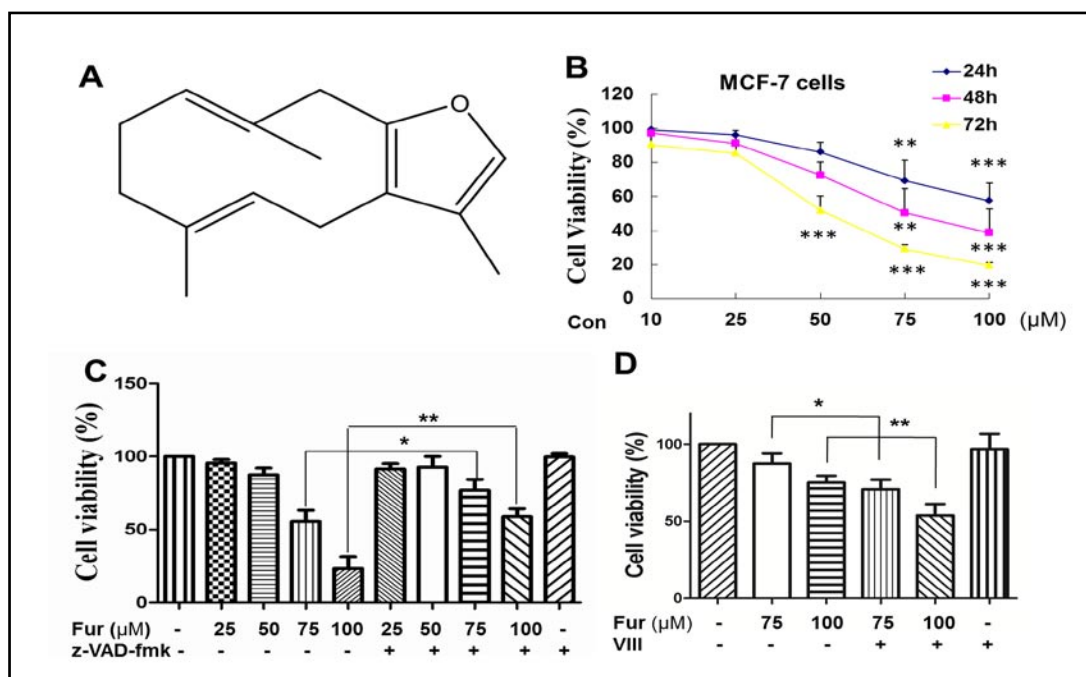 A
O
B
MCF-7 cells
24h
48h
72h
Cell Viability (%)
120
100
80
60
40
20
0
**
***
***
**
***
***
***
Con
10 25 50 75 100 (μM)
C
Cell viability (%)
150
100
50
0
**
*
Fur (μM) - 25 50 75 100 25 50 75 100 -
z-VAD-fmk - - - - - + + + + +
D
Cell viability (%)
100
50
0
*
**
Fur (μM) - 75 100 75 100 -
VIII - - - + + +